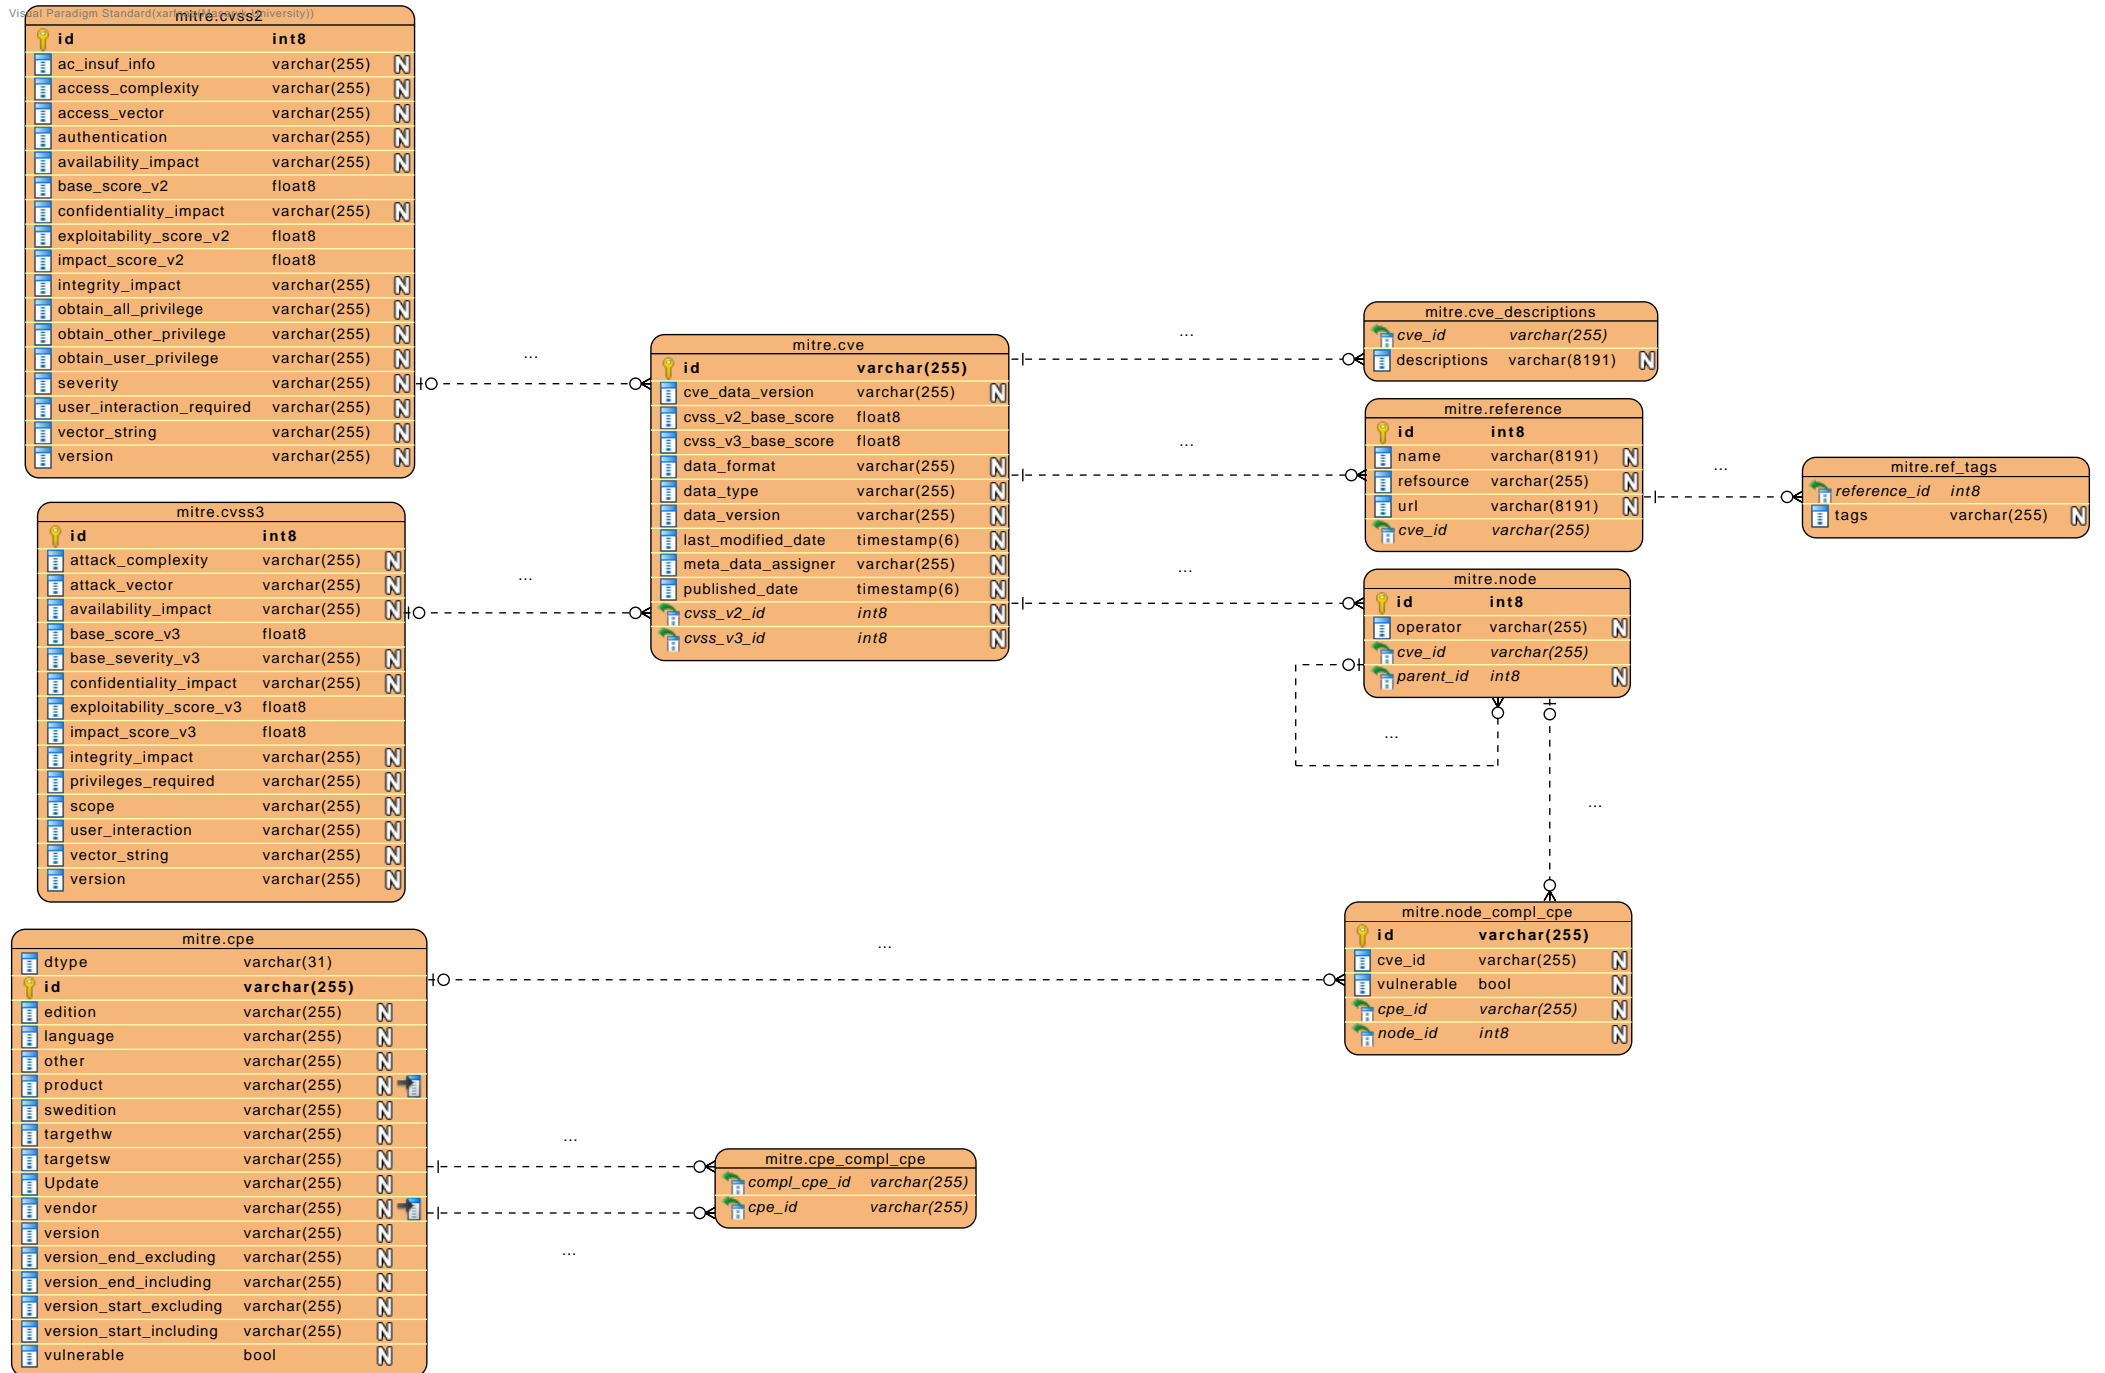 Visual Paradigm Standard(University))
mitre.cvss2
id int8
ac_insuf_info varchar(255) N
access_complexity varchar(255) N
access_vector varchar(255) N
authentication varchar(255) N
availability_impact varchar(255) N
base_score_v2 float8
confidentiality_impact varchar(255) N
exploitability_score_v2 float8
impact_score_v2 float8
integrity_impact varchar(255) N
obtain_all_privilege varchar(255) N
obtain_other_privilege varchar(255) N
obtain_user_privilege varchar(255) N
severity varchar(255) N
user_interaction_required varchar(255) N
vector_string varchar(255) N
version varchar(255) N
...
mitre.cvss3
id int8
attack_complexity varchar(255) N
attack_vector varchar(255) N
availability_impact varchar(255) N
base_score_v3 float8
base_severity_v3 varchar(255) N
confidentiality_impact varchar(255) N
exploitability_score_v3 float8
impact_score_v3 float8
integrity_impact varchar(255) N
privileges_required varchar(255) N
scope varchar(255) N
user_interaction varchar(255) N
vector_string varchar(255) N
version varchar(255) N
...
mitre.cve
id varchar(255)
cve_data_version varchar(255) N
cvss_v2_base_score float8
cvss_v3_base_score float8
data_format varchar(255) N
data_type varchar(255) N
data_version varchar(255) N
last_modified_date timestamp(6) N
meta_data_assigner varchar(255) N
published_date timestamp(6) N
cvss_v2_id int8 N
cvss_v3_id int8 N
...
mitre.cve_descriptions
cve_id varchar(255)
descriptions varchar(8191) N
...
mitre.reference
id int8
name varchar(8191) N
refsource varchar(255) N
url varchar(8191) N
cve_id varchar(255)
...
mitre.ref_tags
reference_id int8
tags varchar(255) N
...
mitre.node
id int8
operator varchar(255) N
cve_id varchar(255)
parent_id int8 N
...
...
mitre.node_compl_cpe
id varchar(255)
cve_id varchar(255) N
vulnerable bool N
cpe_id varchar(255) N
node_id int8 N
...
mitre.cpe
dtype varchar(31)
id varchar(255)
edition varchar(255) N
language varchar(255) N
other varchar(255) N
product varchar(255) N
swedition varchar(255) N
targethw varchar(255) N
targetsw varchar(255) N
Update varchar(255) N
vendor varchar(255) N
version varchar(255) N
version_end_excluding varchar(255) N
version_end_including varchar(255) N
version_start_excluding varchar(255) N
version_start_including varchar(255) N
vulnerable bool N
...
mitre.cpe_compl_cpe
compl_cpe_id varchar(255)
cpe_id varchar(255)
...